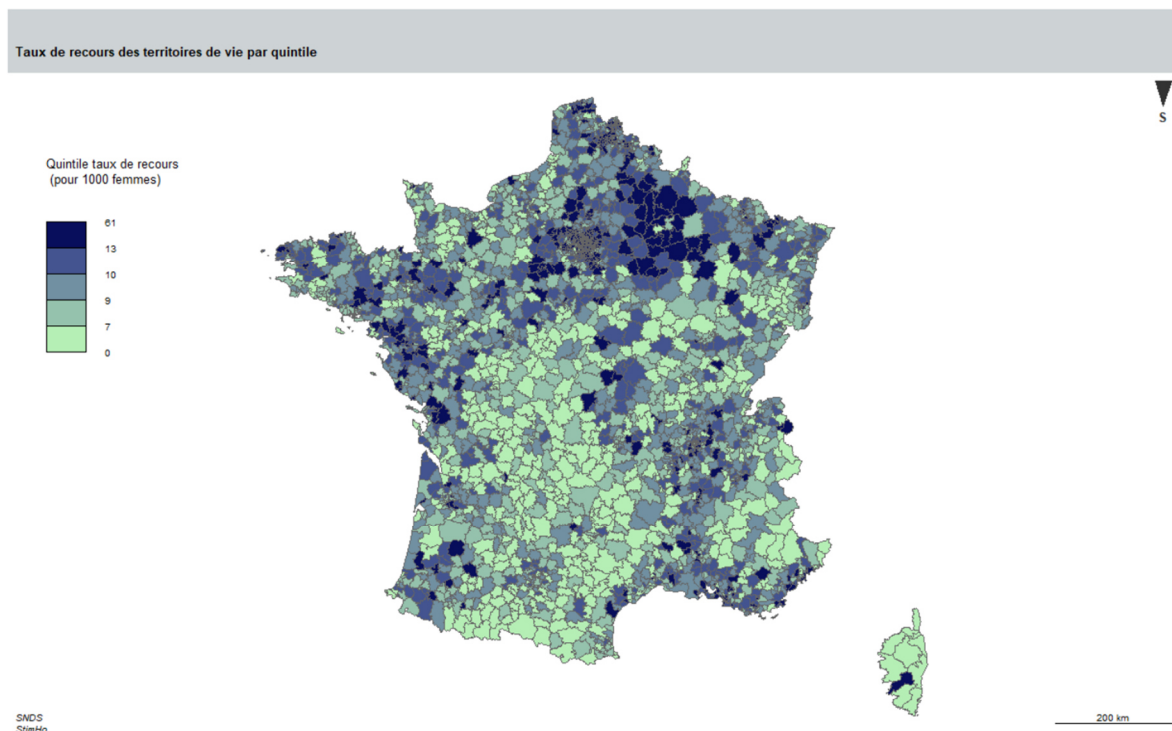 Taux de recours des territoires de vie par quintile
S
Quintile taux de recours
(pour 1000 femmes)
61
13
10
9
7
0
SNDS
StimHo
200 km